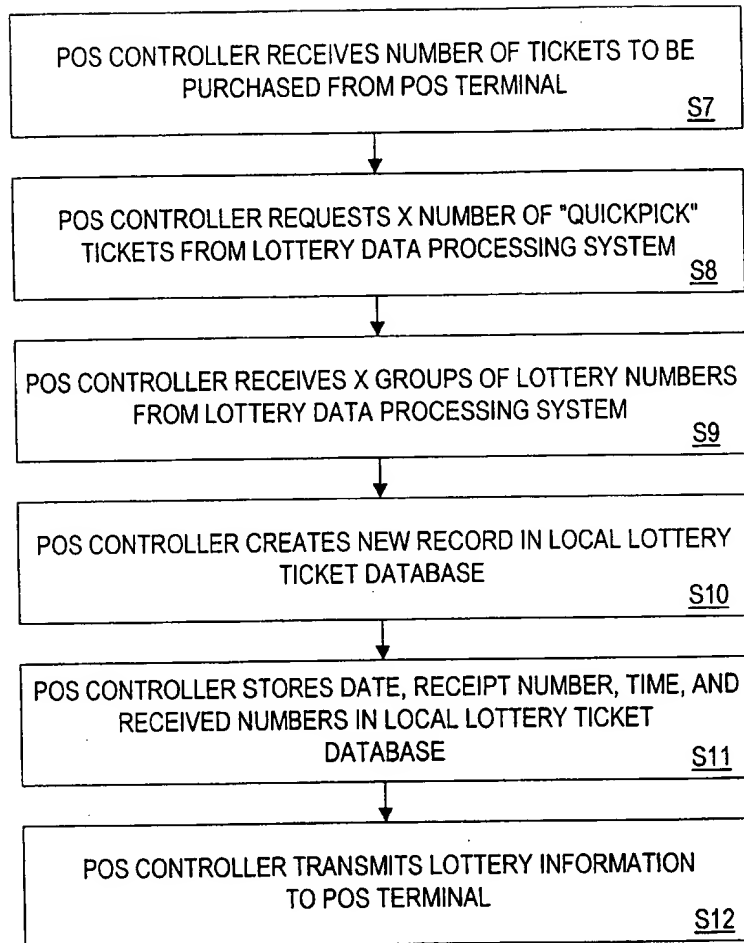 POS CONTROLLER RECEIVES NUMBER OF TICKETS TO BE
PURCHASED FROM POS TERMINAL
S7
POS CONTROLLER REQUESTS X NUMBER OF "QUICKPICK"
TICKETS FROM LOTTERY DATA PROCESSING SYSTEM
S8
POS CONTROLLER RECEIVES X GROUPS OF LOTTERY NUMBERS
FROM LOTTERY DATA PROCESSING SYSTEM
S9
POS CONTROLLER CREATES NEW RECORD IN LOCAL LOTTERY
TICKET DATABASE
S10
POS CONTROLLER STORES DATE, RECEIPT NUMBER, TIME, AND
RECEIVED NUMBERS IN LOCAL LOTTERY TICKET
DATABASE
S11
POS CONTROLLER TRANSMITS LOTTERY INFORMATION
TO POS TERMINAL
S12